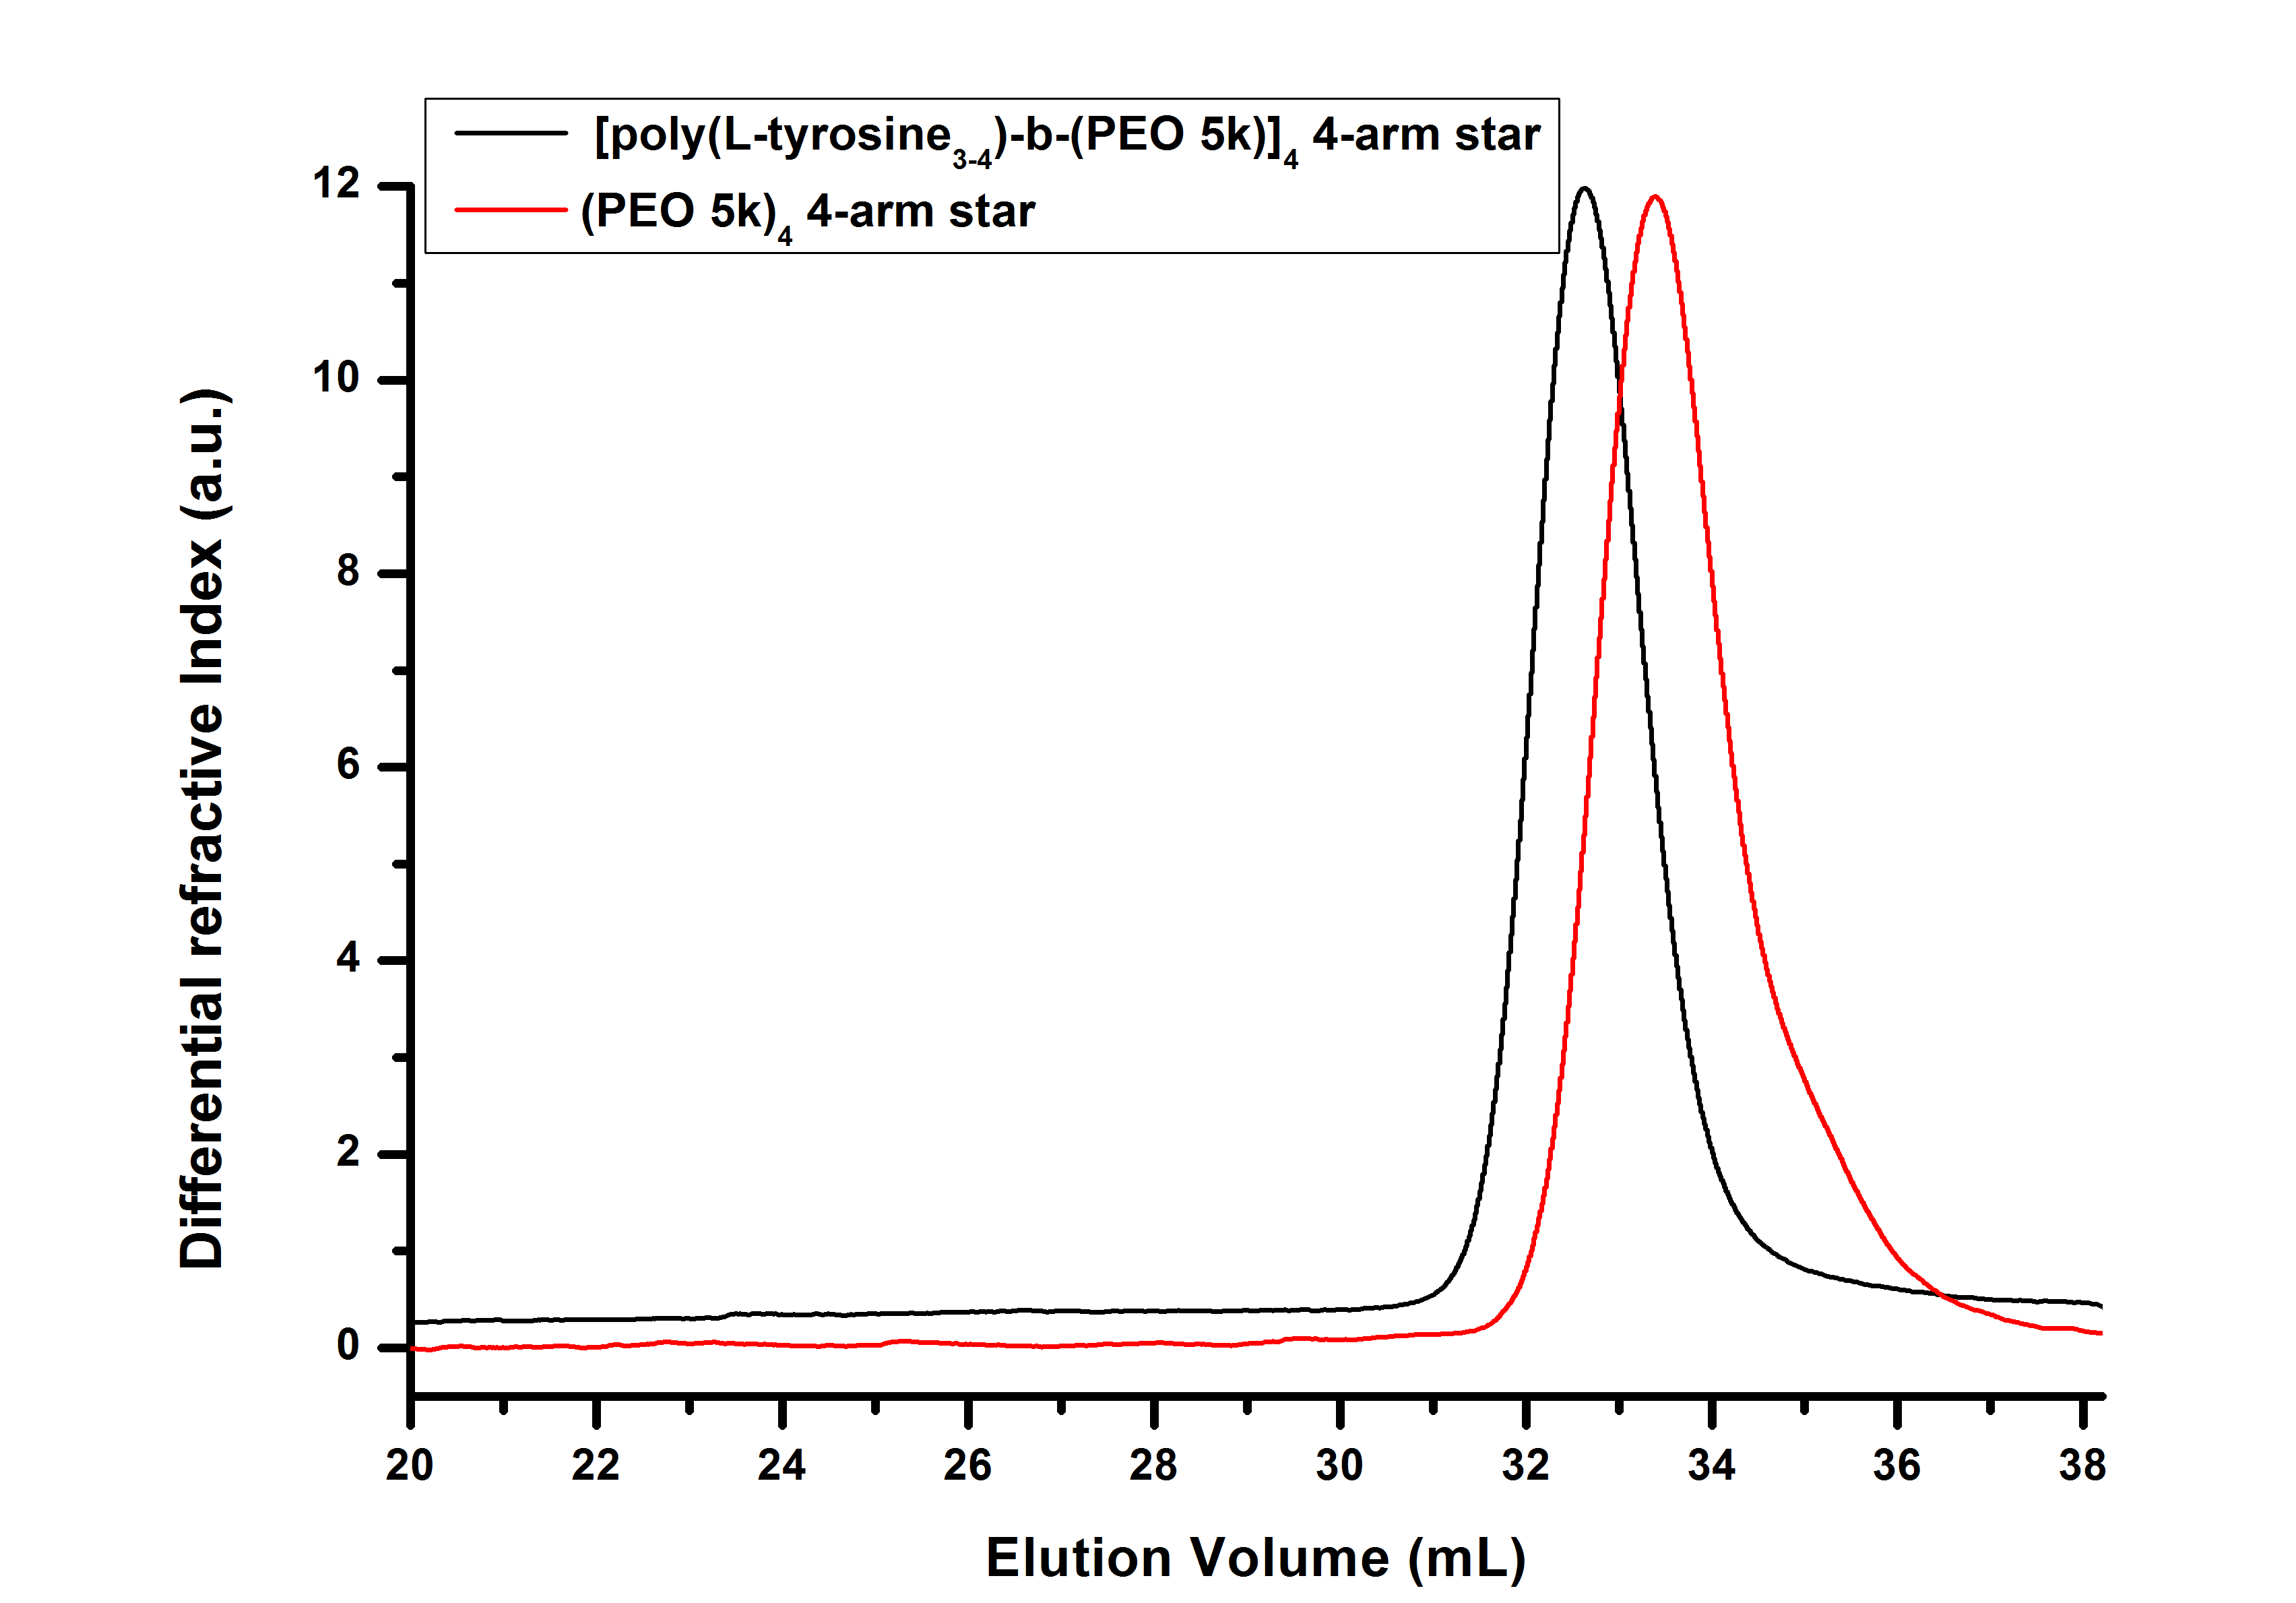 [poly(L-tyrosine3-4)-b-(PEO 5k)]4 4-arm star
(PEO 5k)4 4-arm star
12
10
8
6
4
2
0
Differential refractive Index (a.u.)
20 22 24 26 28 30 32 34 36 38
Elution Volume (mL)